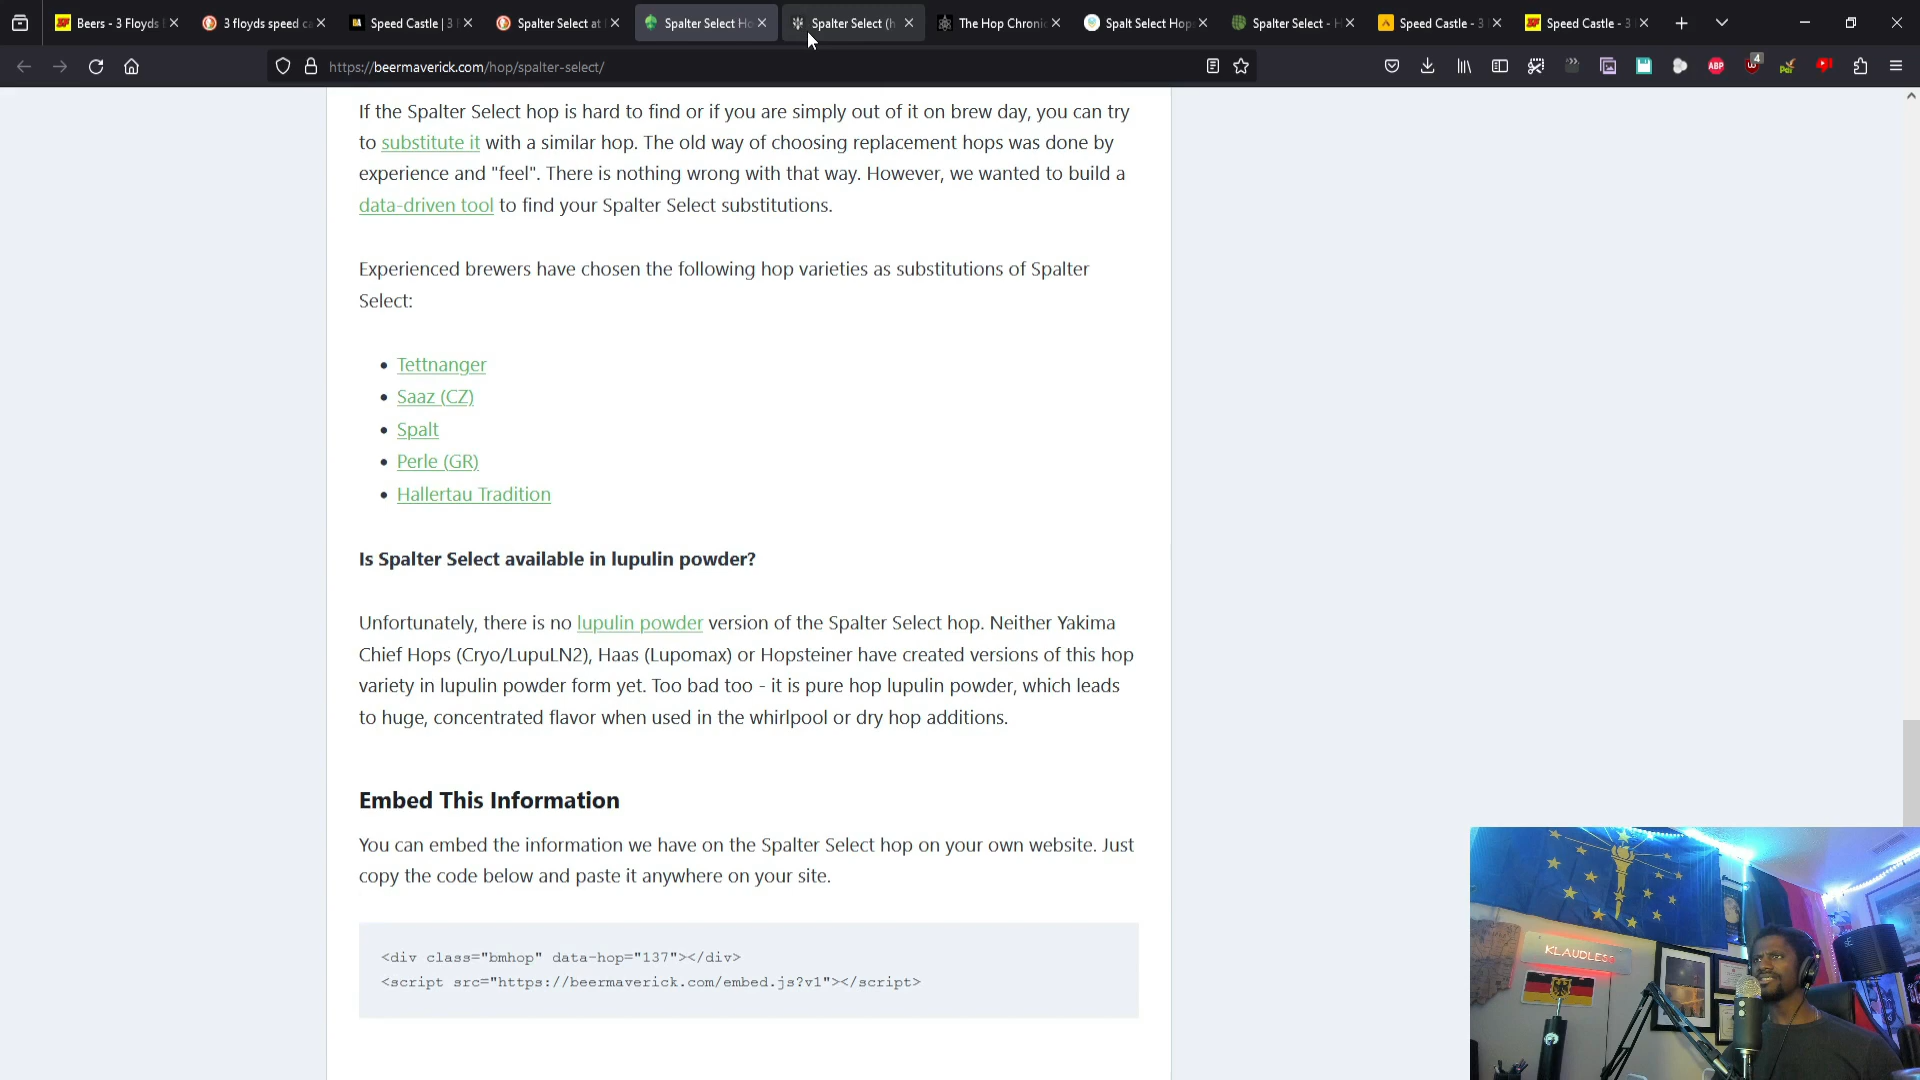 Beers - 3 Floyds
3 floyds speed ca
Speed Castle | 3
Spalter Select at
Spalter Select Ho
Spalter Select (h
The Hop Chronic
Spalt Select Hop
Spalter Select - H
Speed Castle - 3
Speed Castle - 3
https://beermaverick.com/hop/spalter-select/
4
ABP
If the Spalter Select hop is hard to find or if you are simply out of it on brew day, you can try
to substitute it with a similar hop. The old way of choosing replacement hops was done by
experience and "feel". There is nothing wrong with that way. However, we wanted to build a
data-driven tool to find your Spalter Select substitutions.
Experienced brewers have chosen the following hop varieties as substitutions of Spalter
Select:
• Tettnanger
• Saaz (CZ)
• Spalt
• Perle (GR)
• Hallertau Tradition
Is Spalter Select available in lupulin powder?
Unfortunately, there is no lupulin powder version of the Spalter Select hop. Neither Yakima
Chief Hops (Cryo/LupuLN2), Haas (Lupomax) or Hopsteiner have created versions of this hop
variety in lupulin powder form yet. Too bad too - it is pure hop lupulin powder, which leads
to huge, concentrated flavor when used in the whirlpool or dry hop additions.
Embed This Information
You can embed the information we have on the Spalter Select hop on your own website. Just
copy the code below and paste it anywhere on your site.
<div class="bmhop" data-hop="137"></div>
<script src="https://beermaverick.com/embed.js?v1"></script>
KLAUDLESS